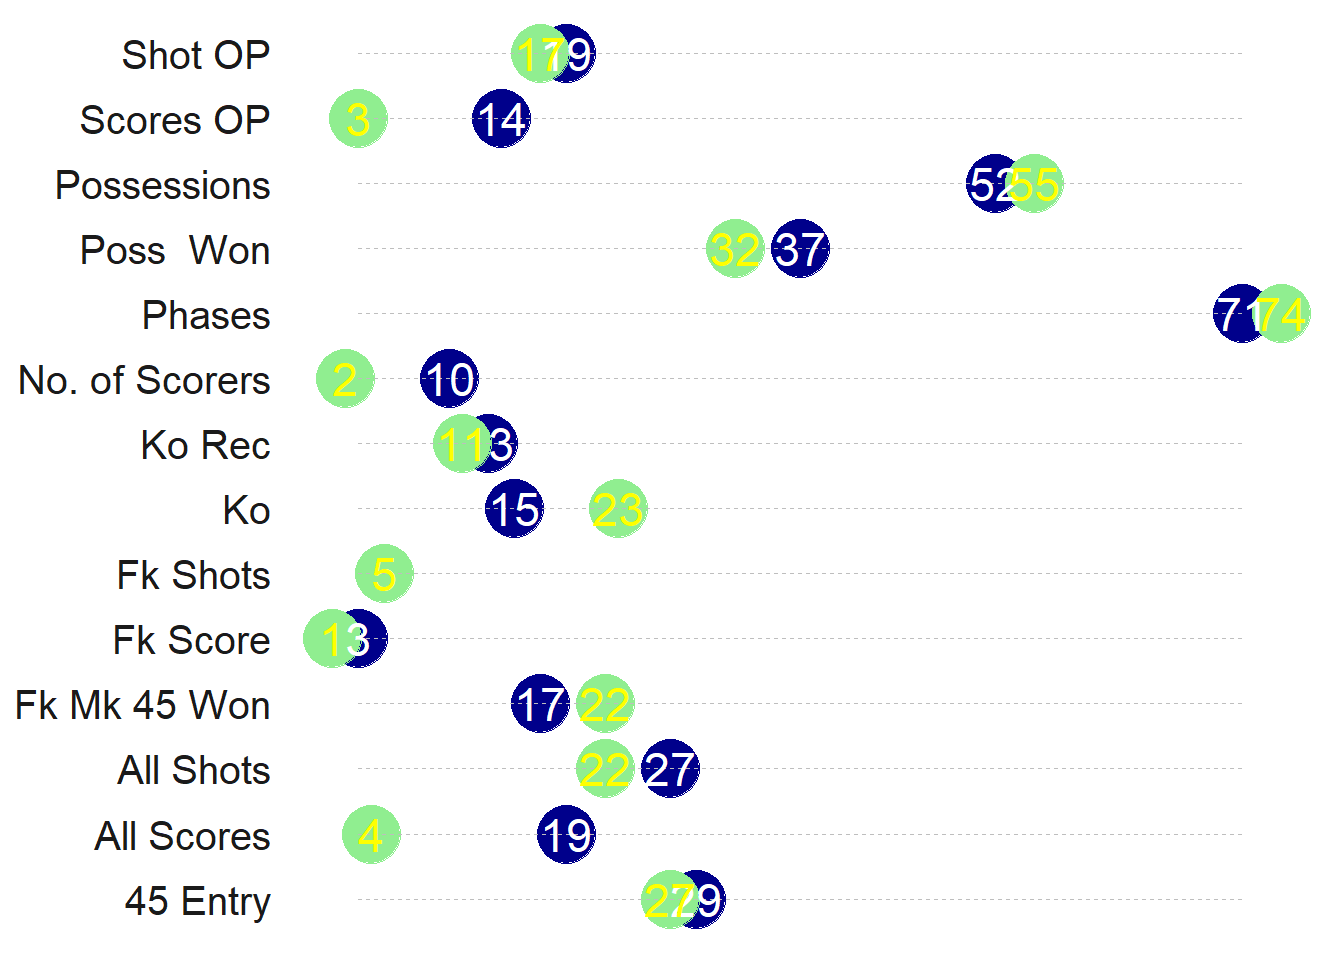 Shot OP 17 19
Scores OP 3 14
Possessions 52 55
Poss  Won 32 37
Phases 71 74
No. of Scorers 2 10
Ko Rec 11 13
Ko 15 23
Fk Shots 5
Fk Score 1 3
Fk Mk 45 Won 17 22
All Shots 22 27
All Scores 4 19
45 Entry 27 29